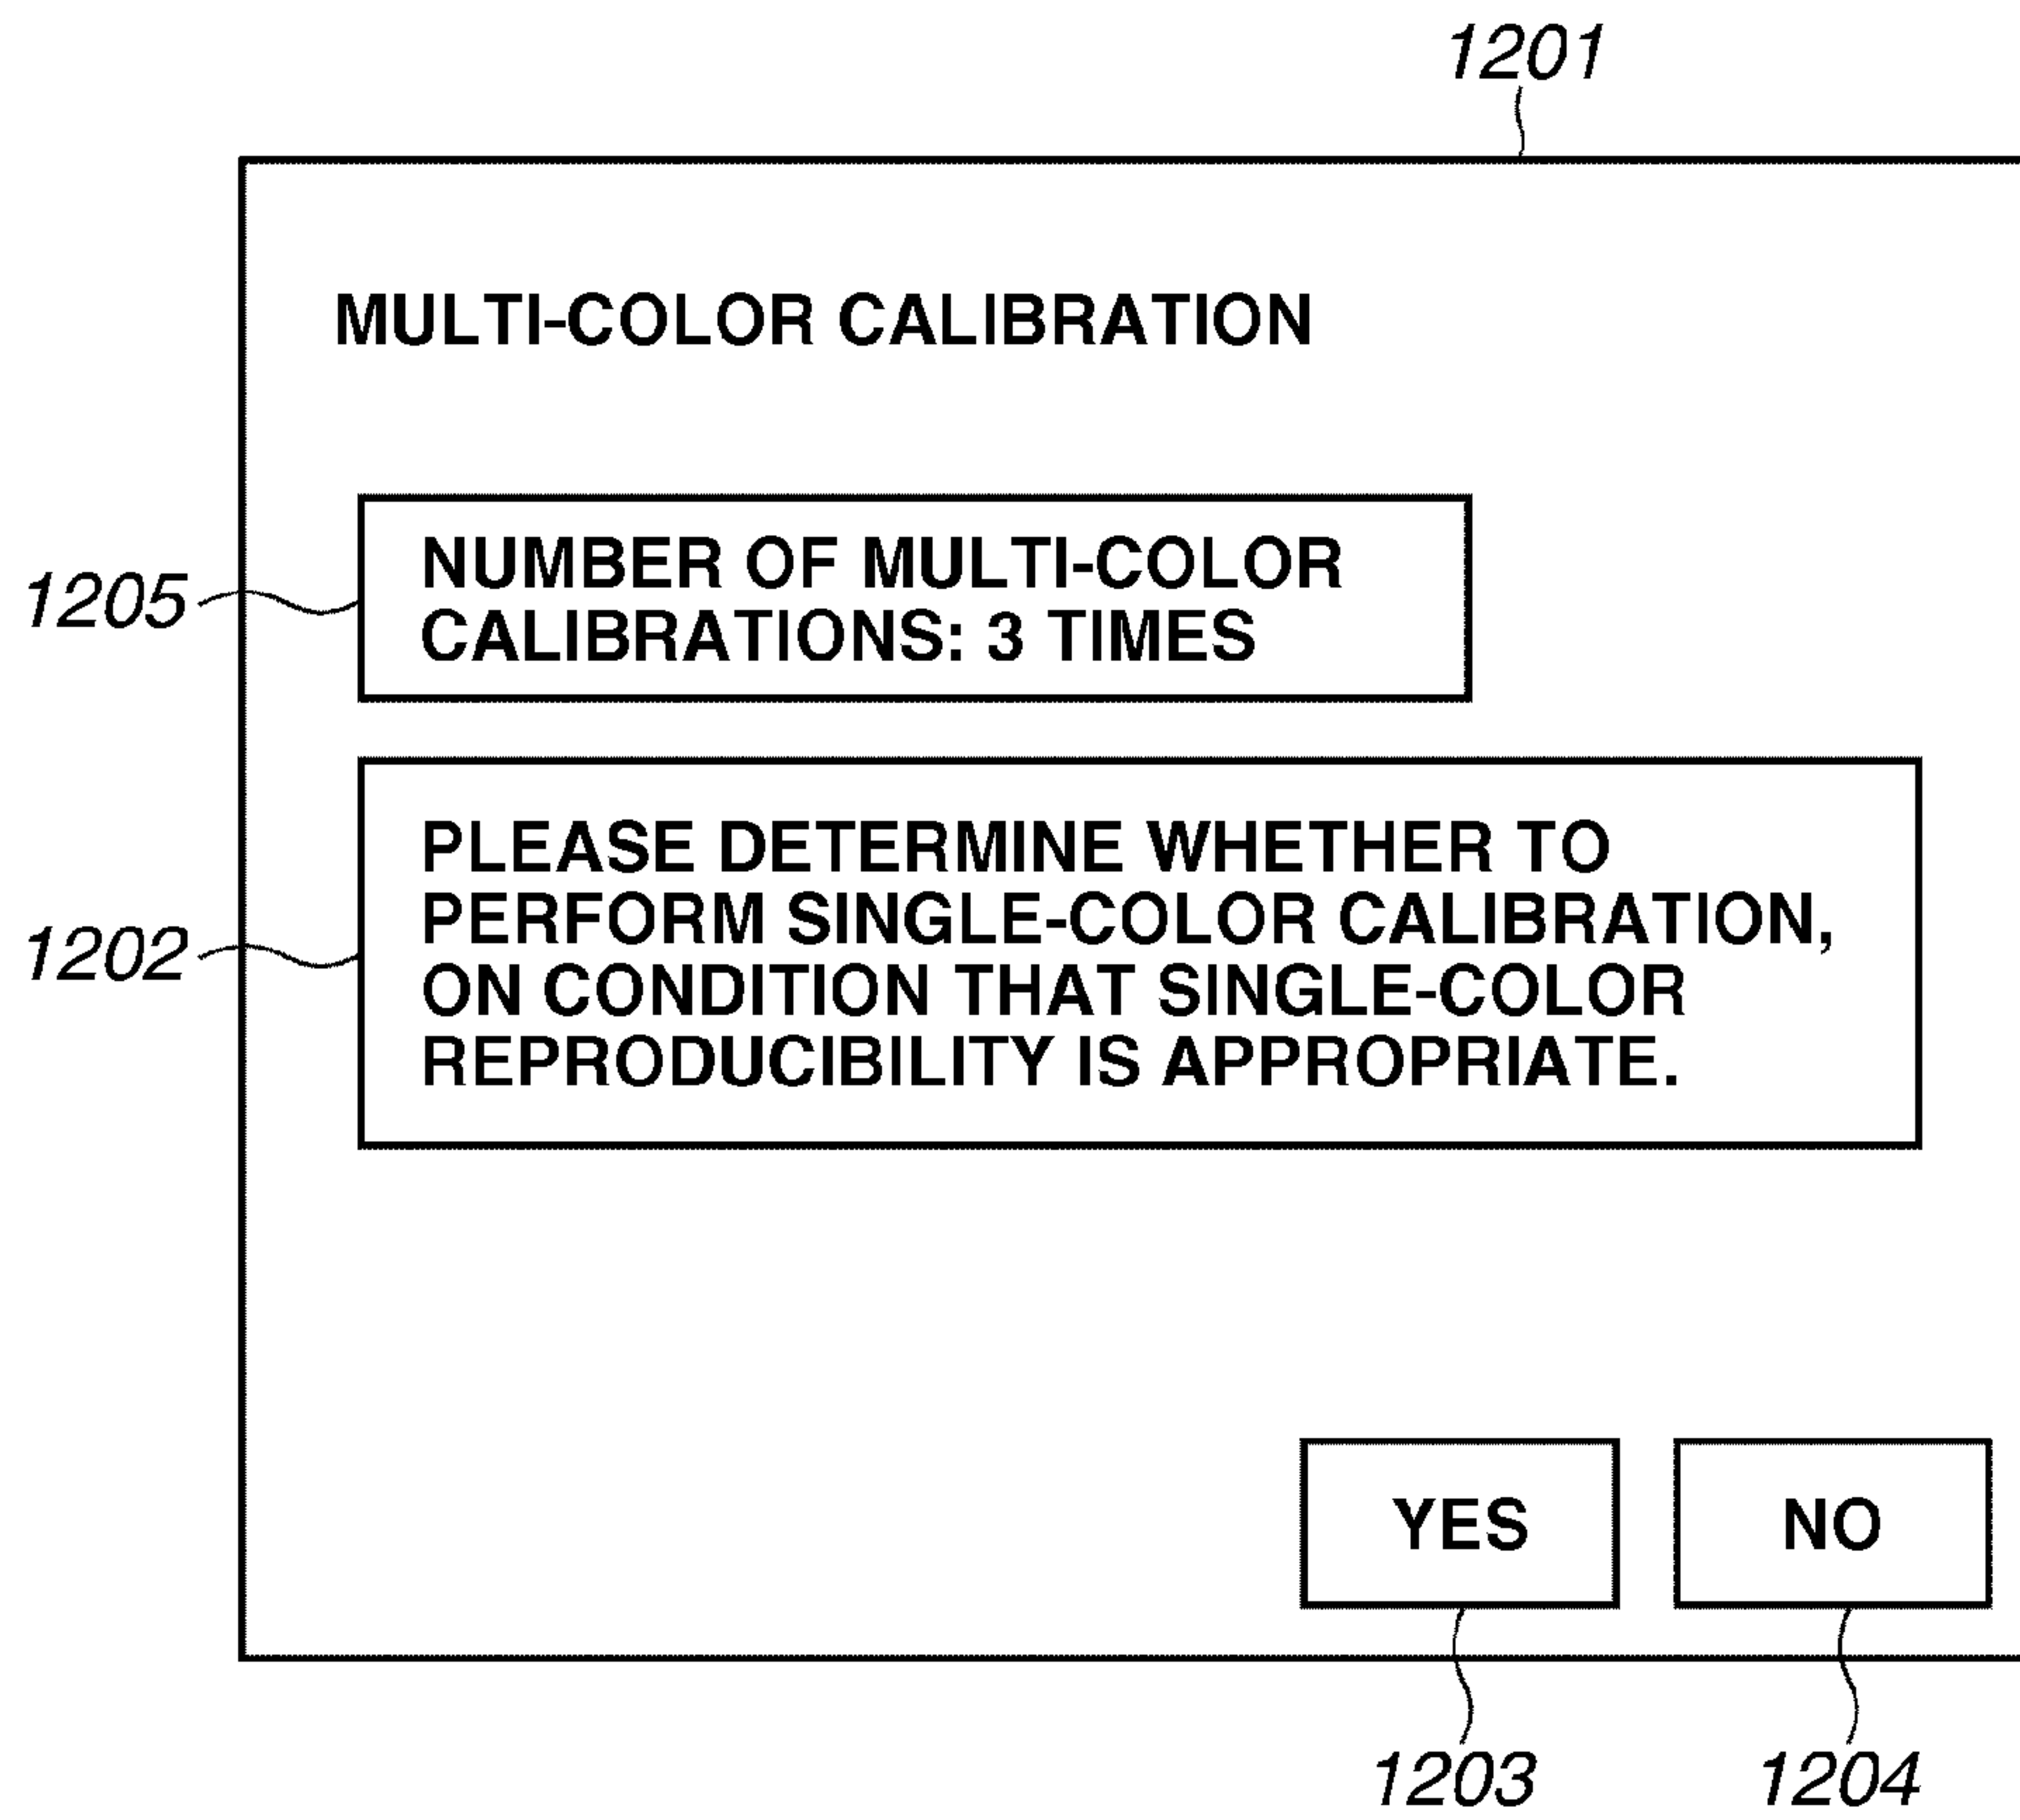 1201
MULTI-COLOR CALIBRATION
1205
NUMBER OF MULTI-COLOR
CALIBRATIONS: 3 TIMES
1202
PLEASE DETERMINE WHETHER TO
PERFORM SINGLE-COLOR CALIBRATION,
ON CONDITION THAT SINGLE-COLOR
REPRODUCIBILITY IS APPROPRIATE.
YES NO
1203 1204